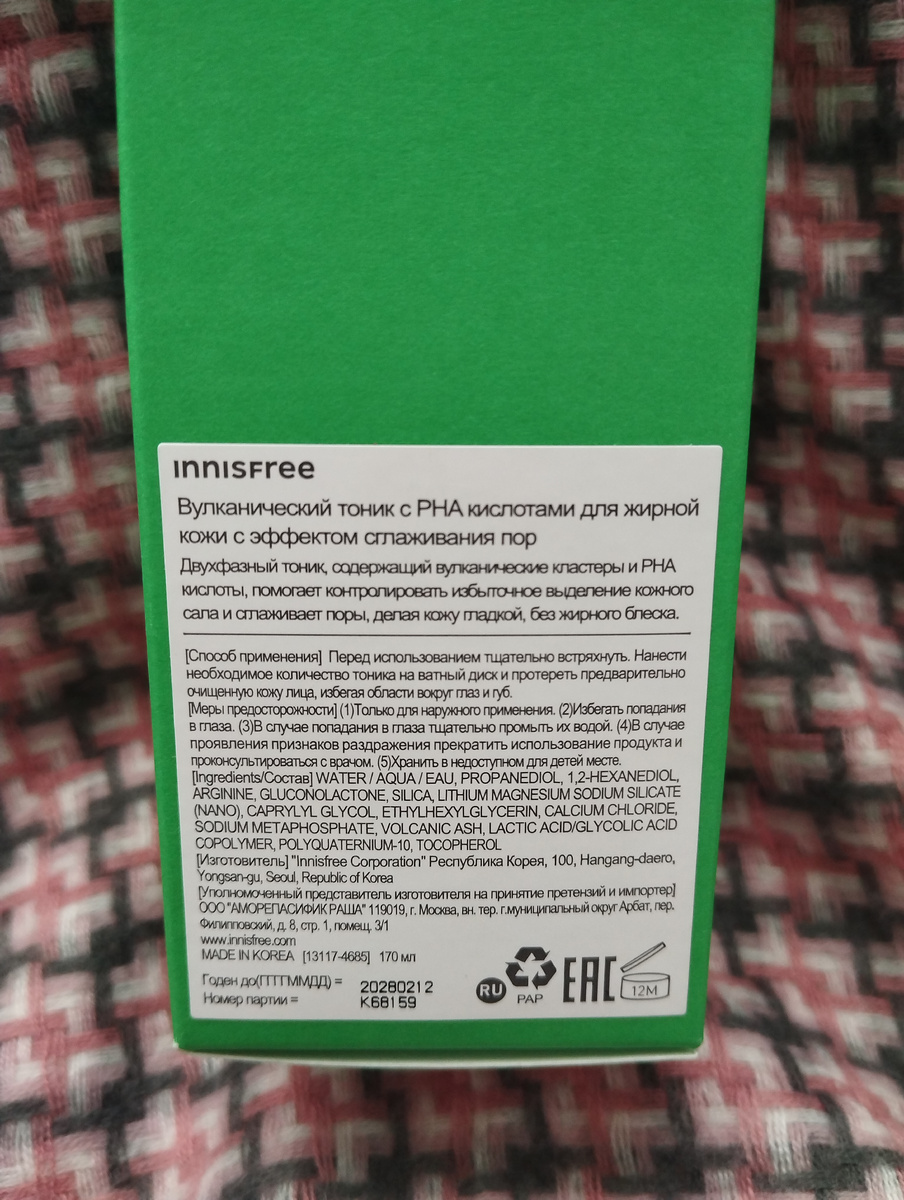 innisfree
Вулканический тоник с PHA кислотами для жирной
кожи с эффектом сглаживания пор
Двухфазный тоник, содержащий вулканические кластеры и PHA
кислоты, помогает контролировать избыточное выделение кожного
сала и сглаживает поры, делая кожу гладкой, без жирного блеска.
[Способ применения] Перед использованием тщательно встряхнуть. Нанести
необходимое количество тоника на ватный диск и протереть предварительно
очищенную кожу лица, избегая области вокруг глаз и губ.
[Меры предосторожности] (1)Только для наружного применения. (2)Избегать попадания
в глаза. (3)В случае попадания в глаза тщательно промыть их водой. (4)В случае
проявления признаков раздражения прекратить использование продукта и
проконсультироваться с врачом. (5)Хранить в недоступном для детей месте.
[Ingredients/Состав] WATER / AQUA / EAU, PROPANEDIOL, 1,2-HEXANEDIOL,
ARGININE, GLUCONOLACTONE, SILICA, LITHIUM MAGNESIUM SODIUM SILICATE
(NANO), CAPRYLYL GLYCOL, ETHYLHEXYLGLYCERIN, CALCIUM CHLORIDE,
SODIUM METAPHOSPHATE, VOLCANIC ASH, LACTIC ACID/GLYCOLIC ACID
COPOLYMER, POLYQUATERNIUM-10, TOCOPHEROL
[Изготовитель] "Innisfree Corporation" Республика Корея, 100, Hangang-daero,
Yongsan-gu, Seoul, Republic of Korea
[Уполномоченный представитель изготовителя на принятие претензий и импортер]
ООО "АМОРЕПАСИФИК РАША" 119019, г. Москва, вн. тер. г.муниципальный округ Арбат, пер.
Филипповский, д. 8, стр. 1, помещ. 3/1
www.innisfree.com
MADE IN KOREA [13117-4685] 170 мл
Годен до(ГГГГММДД) = 20280212
Номер партии = K68159
RU
PAP
EAC
12M